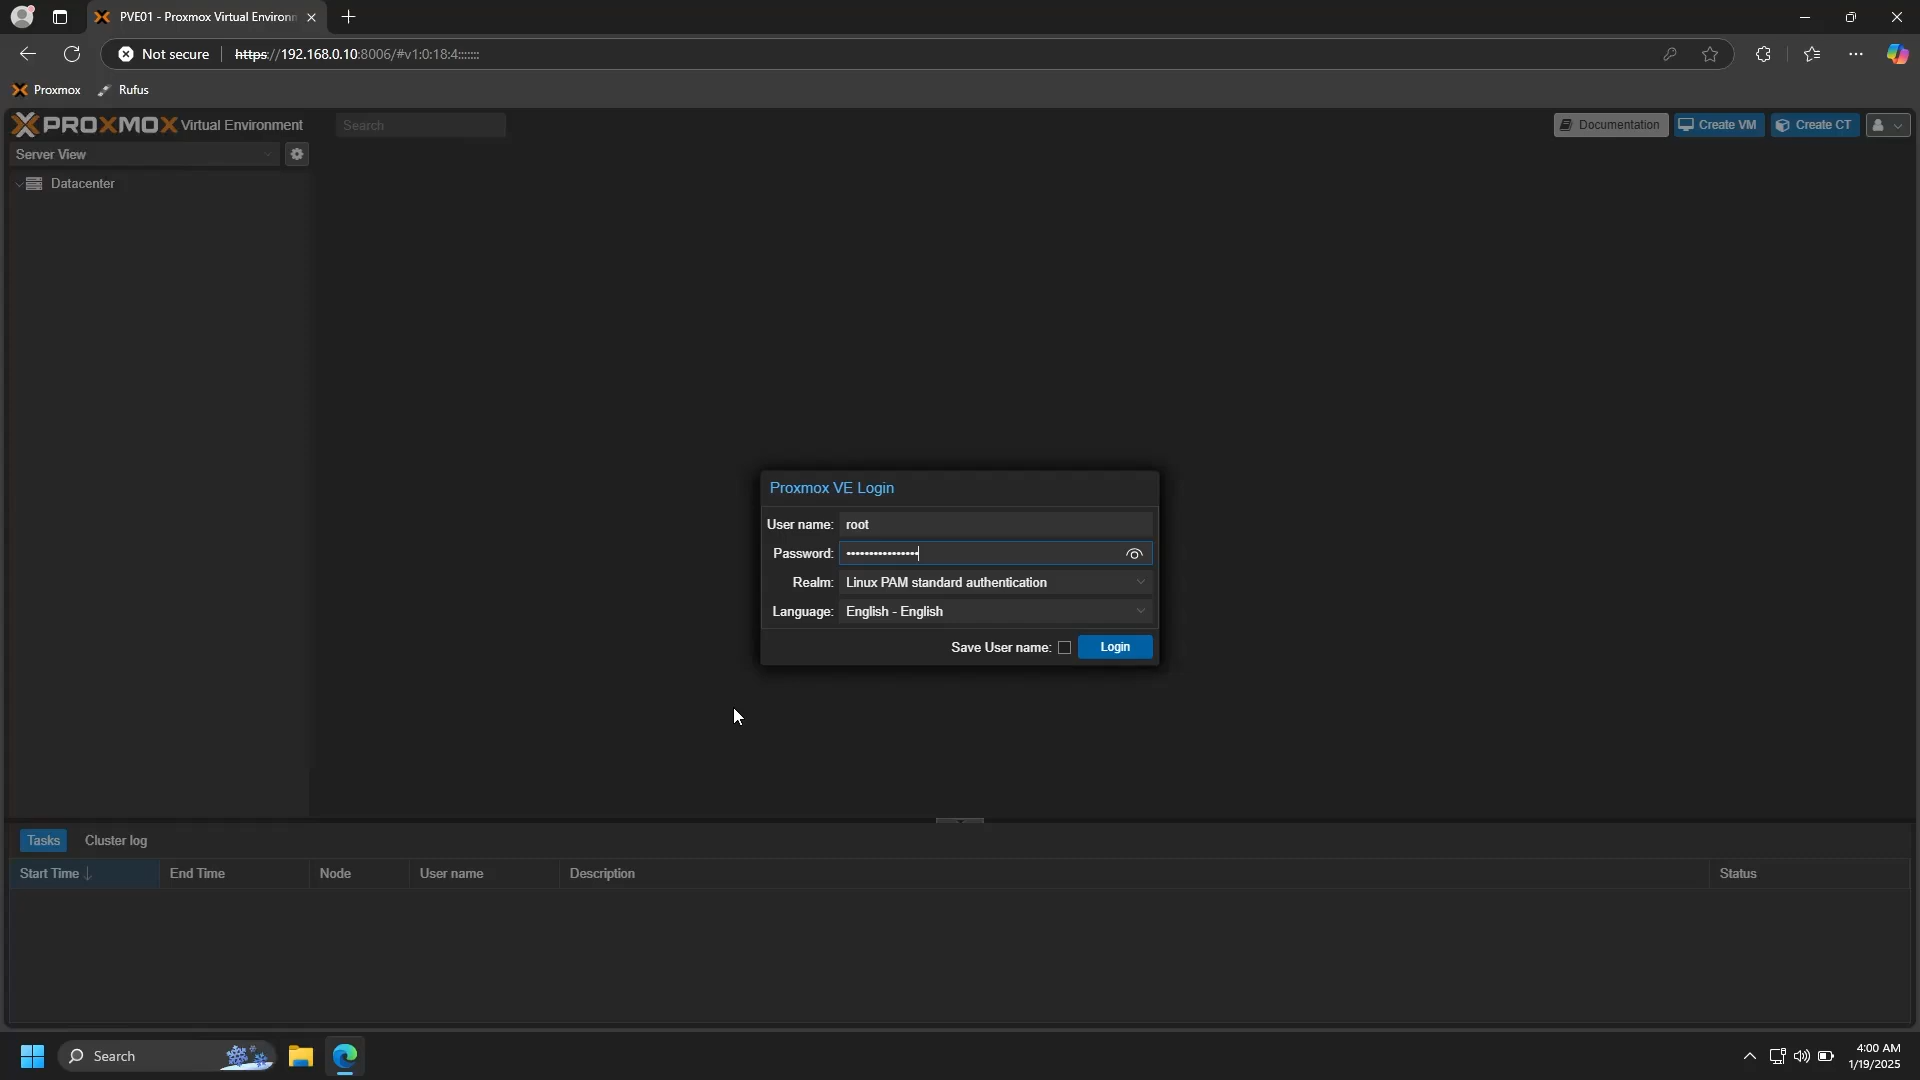 PVE01 - Proxmox Virtual Environ
Not secure https://192.168.0.10:8006/#v1:0:18:4:::::::
Proxmox Rufus
PROXMOX Virtual Environment Search Documentation Create VM Create CT
Server View
Datacenter
Proxmox VE Login
User name: root
Password: ••••••••••••••••
Realm: Linux PAM standard authentication
Language: English - English
Save User name: Login
Tasks Cluster log
Start Time End Time Node User name Description Status
Search
4:00 AM
1/19/2025